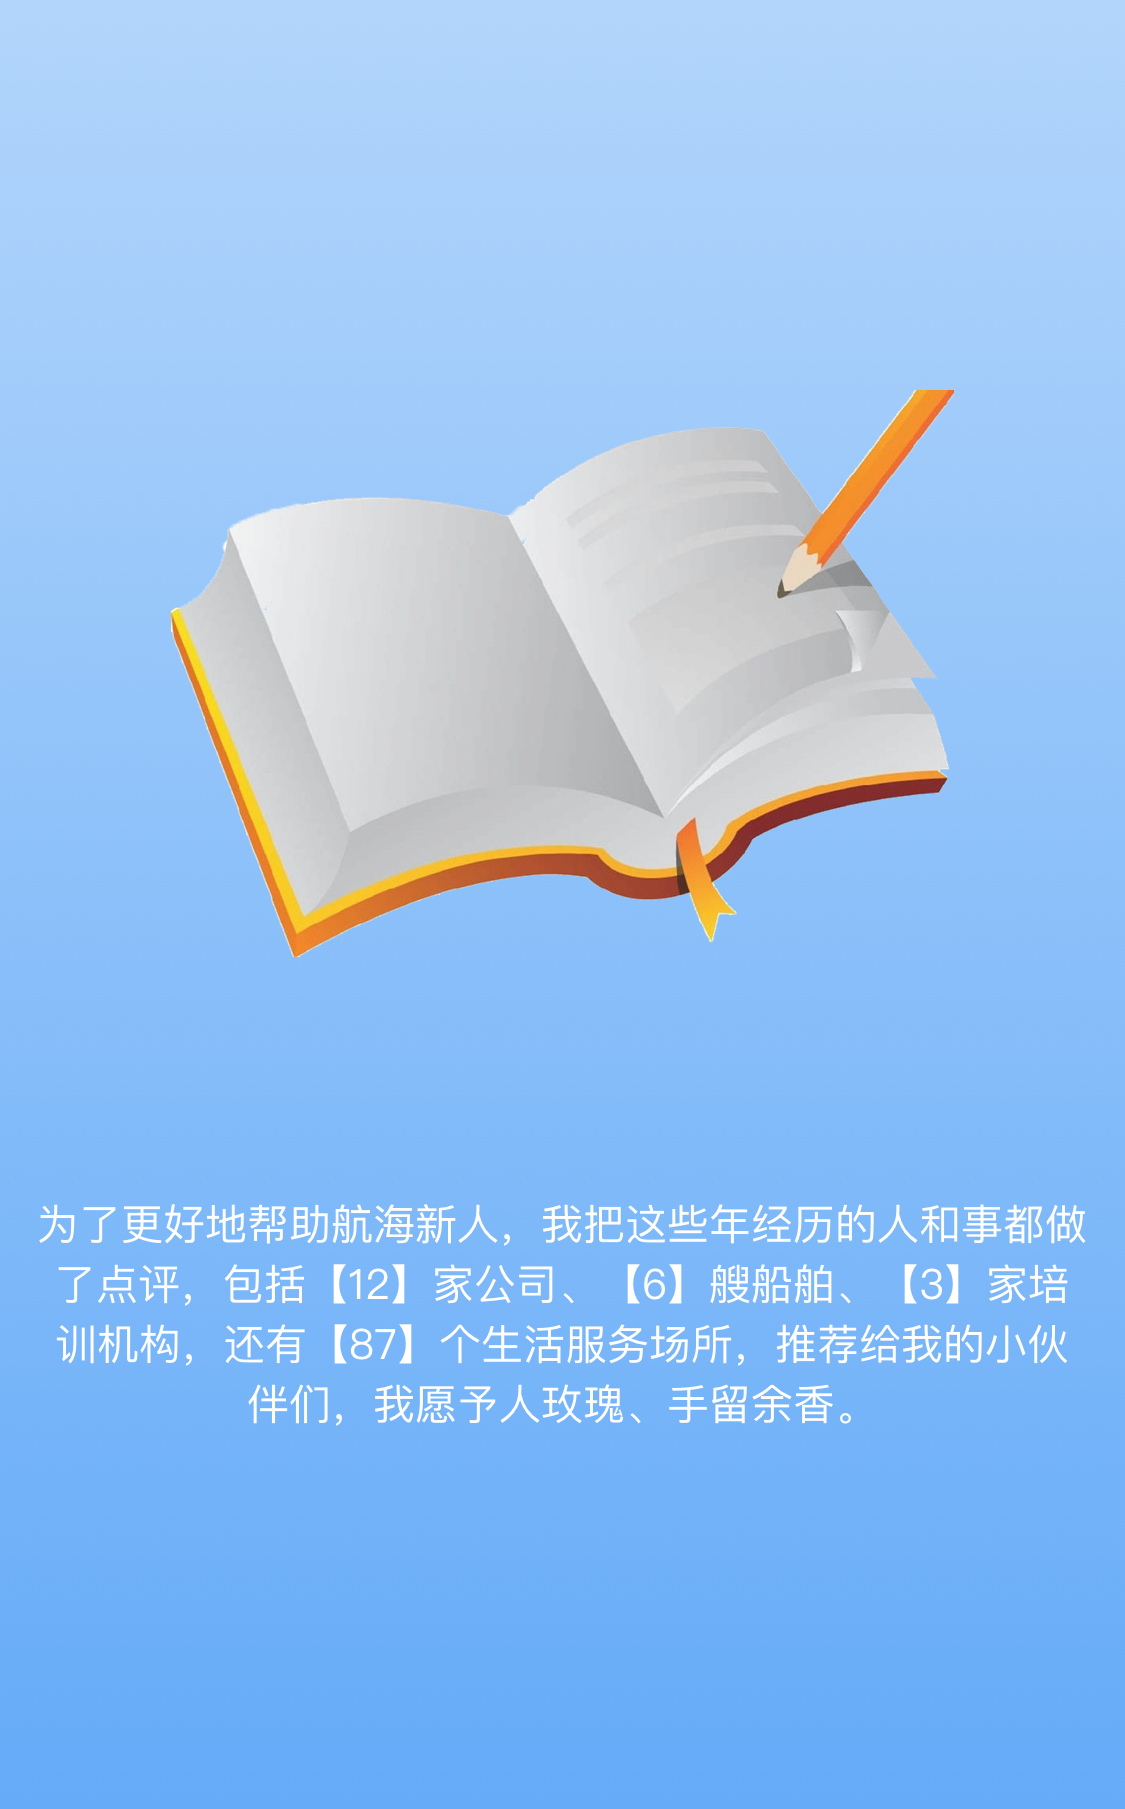 为了更好地帮助航海新人，我把这些年经历的人和事都做
了点评，包括【12】家公司、【6】艘船舶、【3】家培
训机构，还有【87】个生活服务场所，推荐给我的小伙
伴们，我愿予人玫瑰、手留余香。